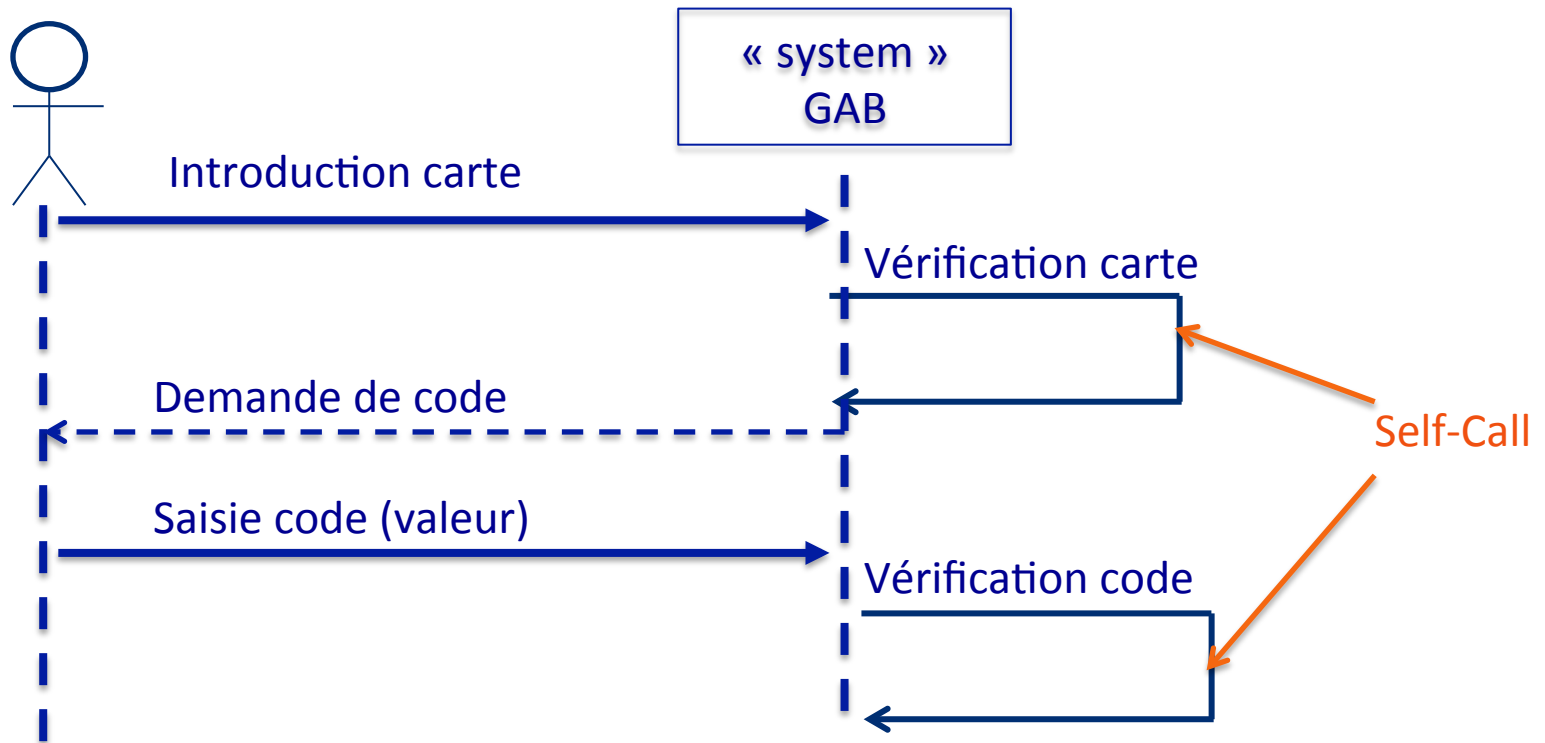 « system »
GAB
Introduction carte
Vérification carte
Demande de code
Self-Call
Saisie code (valeur)
Vérification code